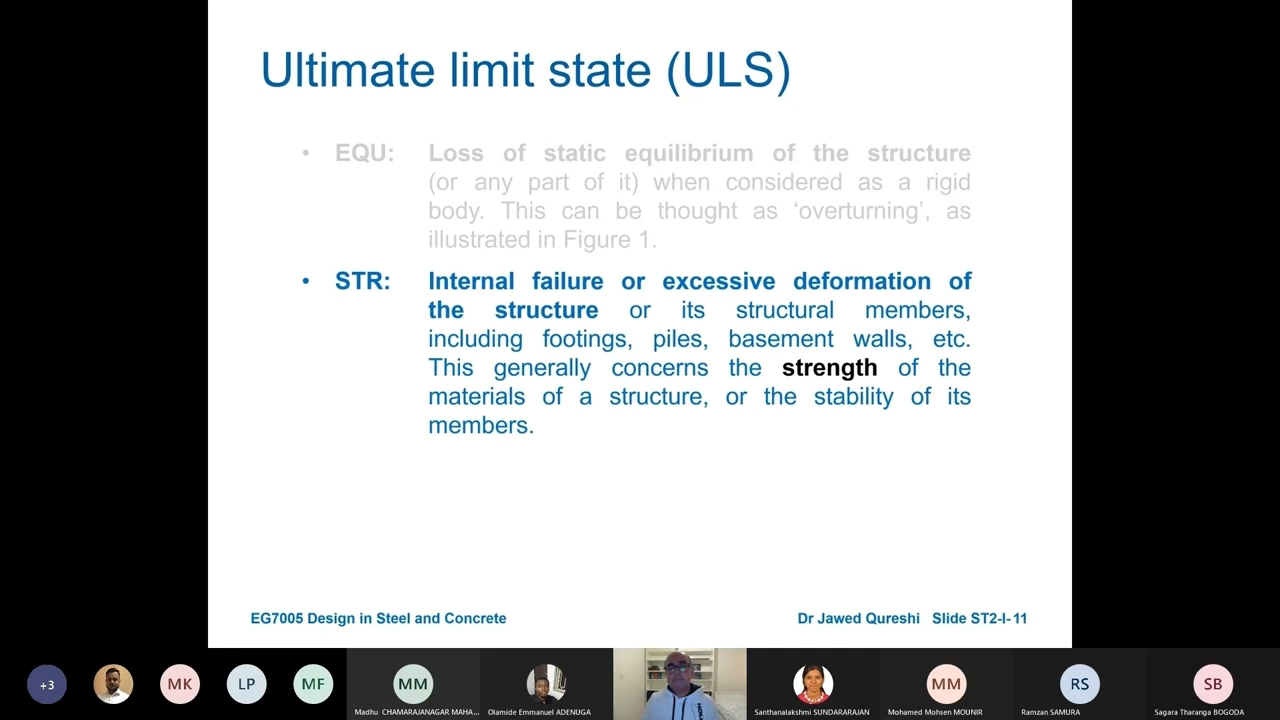 Ultimate limit state (ULS)
• EQU: Loss of static equilibrium of the structure
(or any part of it) when considered as a rigid
body. This can be thought as ‘overturning’, as
illustrated in Figure 1.
• STR: Internal failure or excessive deformation of
the structure or its structural members,
including footings, piles, basement walls, etc.
This generally concerns the strength of the
materials of a structure, or the stability of its
members.
EG7005 Design in Steel and Concrete
Dr Jawed Qureshi Slide ST2-I-11
+3
MK
LP
MF
MM
MM
RS
SB
Madhu CHAMARAJANAGAR MAHA...
Olamide Emmanuel ADENUGA
Santhanalakshmi SUNDARARAJAN
Mohamed Mohsen MOUNIR
Ramzan SAMURA
Sagara Tharanga BOGODA